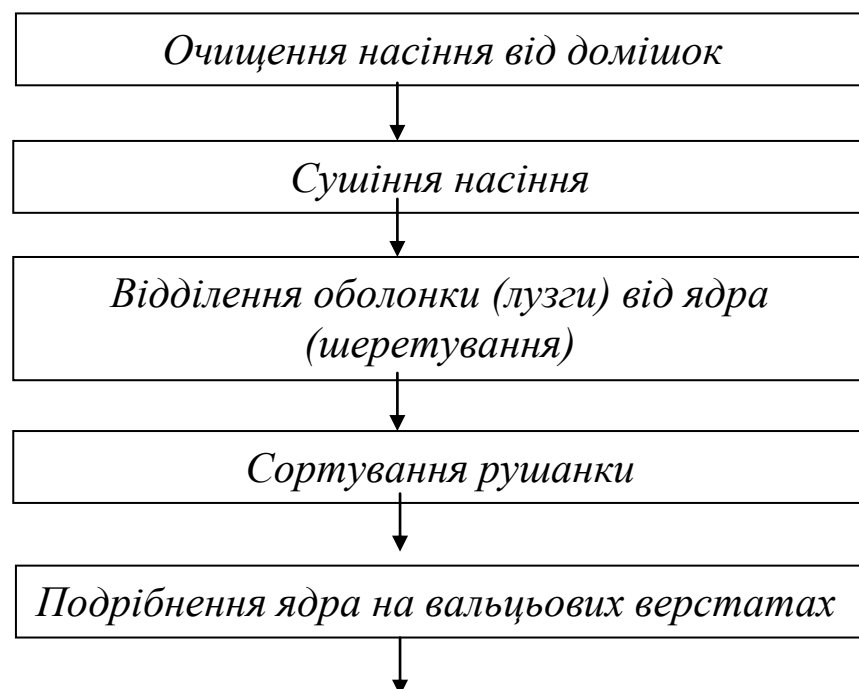 Очищення насіння від домішок
Сушіння насіння
Відділення оболонки (лузги) від ядра
(шеретування)
Сортування рушанки
Подрібнення ядра на вальцьових верстатах